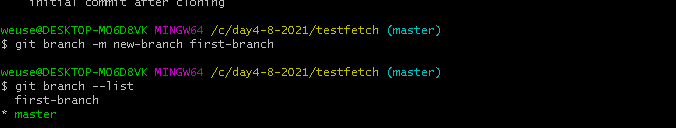 initial commit after cloning
weuse@DESKTOP-MO6D8VK MINGW64 /c/day4-8-2021/testfetch (master)
$ git branch -m new-branch first-branch
weuse@DESKTOP-MO6D8VK MINGW64 /c/day4-8-2021/testfetch (master)
$ git branch --list
first-branch
* master